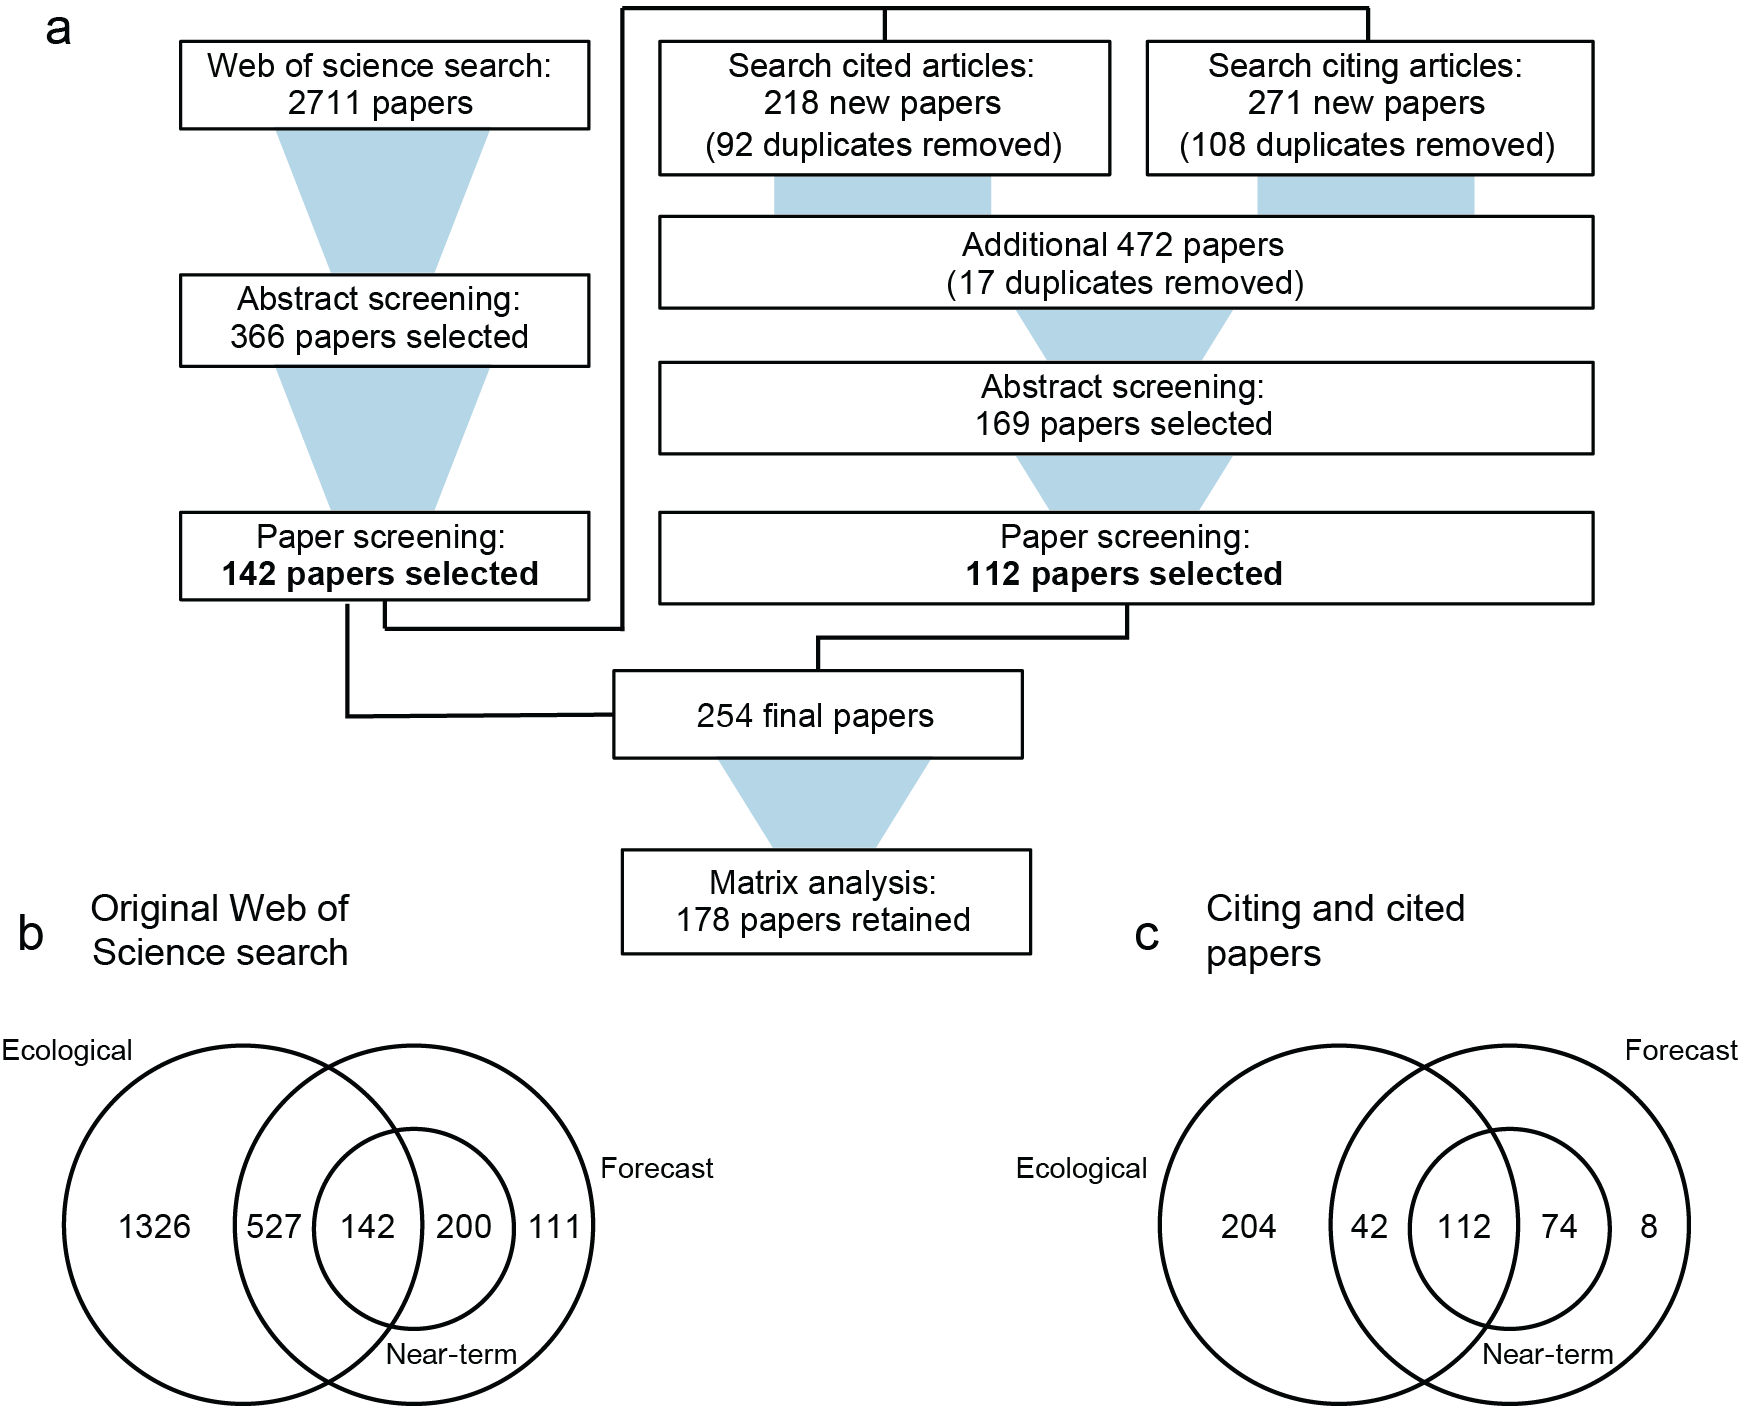 a
Web of science search:
2711 papers
Abstract screening:
366 papers selected
Paper screening:
142 papers selected
Search cited articles:
218 new papers
(92 duplicates removed)
Search citing articles:
271 new papers
(108 duplicates removed)
Additional 472 papers
(17 duplicates removed)
Abstract screening:
169 papers selected
Paper screening:
112 papers selected
254 final papers
Matrix analysis:
178 papers retained
b
Original Web of
Science search
Ecological
Forecast
1326 527 142 200 111
Near-term
c
Citing and cited
papers
Forecast
Ecological
204 42 112 74 8
Near-term